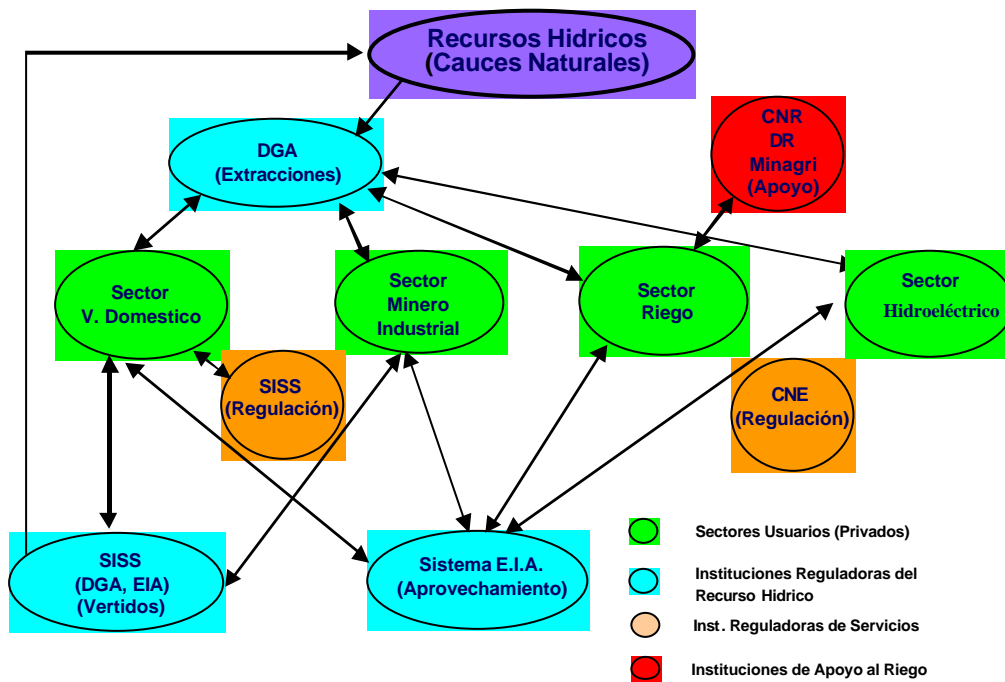 Recursos Hidricos
(Cauces Naturales)
DGA
(Extracciones)
CNR
DR
Minagri
(Apoyo)
Sector
V. Domestico
Sector
Minero
Industrial
Sector
Riego
Sector
Hidroeléctrico
SISS
(Regulación)
CNE
(Regulación)
SISS
(DGA, EIA)
(Vertidos)
Sistema E.I.A.
(Aprovechamiento)
Sectores Usuarios (Privados)
Instituciones Reguladoras del
Recurso Hidrico
Inst. Reguladoras de Servicios
Instituciones de Apoyo al Riego